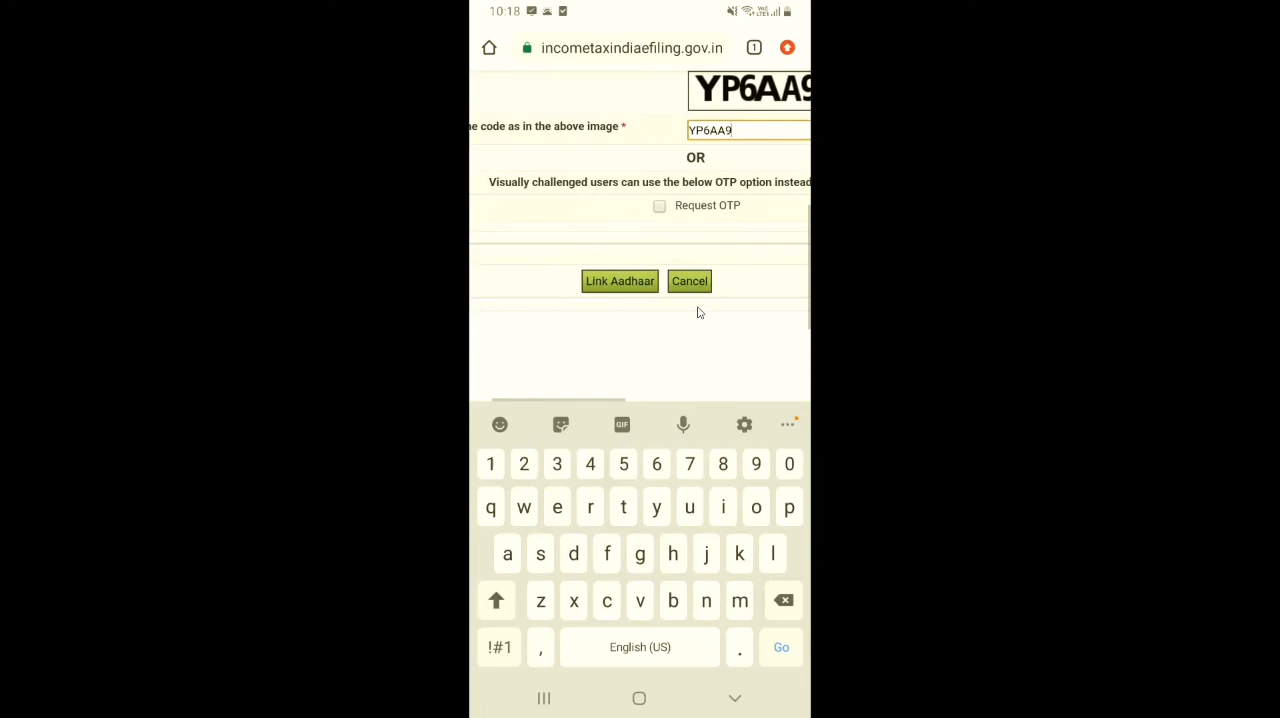 10:18
incometaxindiaefiling.gov.in 1
YP6AA9
e code as in the above image *
YP6AA9
OR
Visually challenged users can use the below OTP option instead
Request OTP
Link Aadhaar Cancel
GIF
1 2 3 4 5 6 7 8 9 0
q w e r t y u i o p
a s d f g h j k l
z x c v b n m
!#1 , English (US) . Go